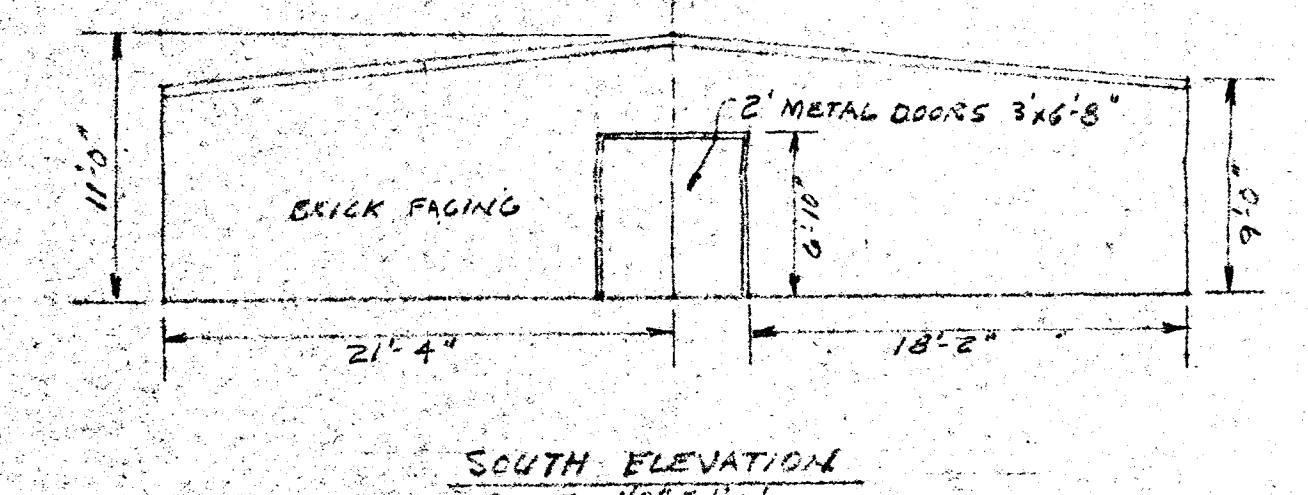 2' METAL DOORS 3'x6'-8"
11'-0"
BRICK FACING
6'-10"
9'-0"
21'-4"
18'-2"
SOUTH ELEVATION